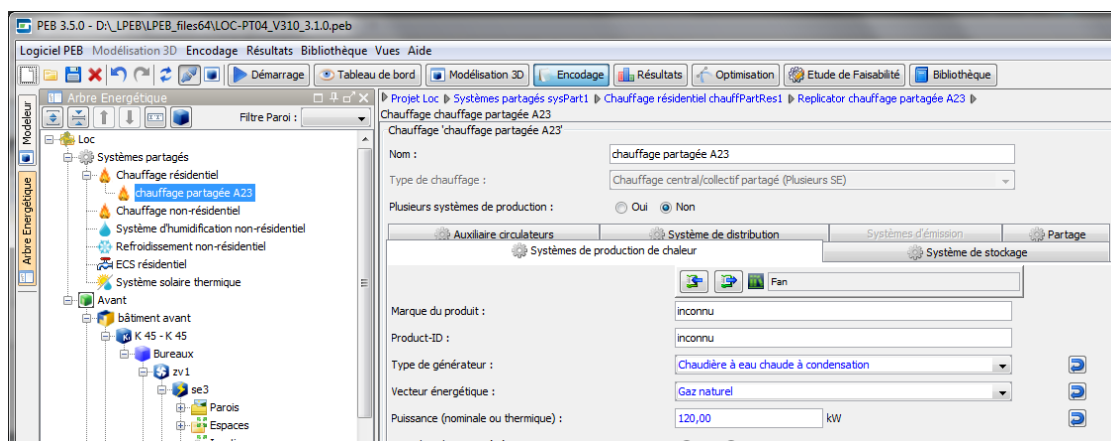 PEB 3.5.0 - D:\_LPEB\LPEB_files64\LOC-PT04_V310_3.1.0.peb
Logiciel PEB Modélisation 3D Encodage Résultats Bibliothèque Vues Aide
Démarrage Tableau de bord Modélisation 3D Encodage Résultats Optimisation Etude de Faisabilité Bibliothèque
Modeleur
Arbre Energétique
Arbre Energétique
Filtre Paroi :
Loc
Systèmes partagés
Chauffage résidentiel
chauffage partagée A23
Chauffage non-résidentiel
Système d'humidification non-résidentiel
Refroidissement non-résidentiel
ECS résidentiel
Système solaire thermique
Avant
bâtiment avant
K 45 - K 45
Bureaux
zv1
se3
Parois
Espaces
Projet Loc Systèmes partagés sysPart1 Chauffage résidentiel chauffPartRes1 Replicator chauffage partagée A23
Chauffage chauffage partagée A23
Chauffage 'chauffage partagée A23'
Nom : chauffage partagée A23
Type de chauffage : Chauffage central/collectif partagé (Plusieurs SE)
Plusieurs systèmes de production : Oui Non
Auxiliaire circulateurs Système de distribution Systèmes d'émission Partage
Systèmes de production de chaleur Système de stockage
Fan
Marque du produit : inconnu
Product-ID : inconnu
Type de générateur : Chaudière à eau chaude à condensation
Vecteur énergétique : Gaz naturel
Puissance (nominale ou thermique) : 120,00 kW